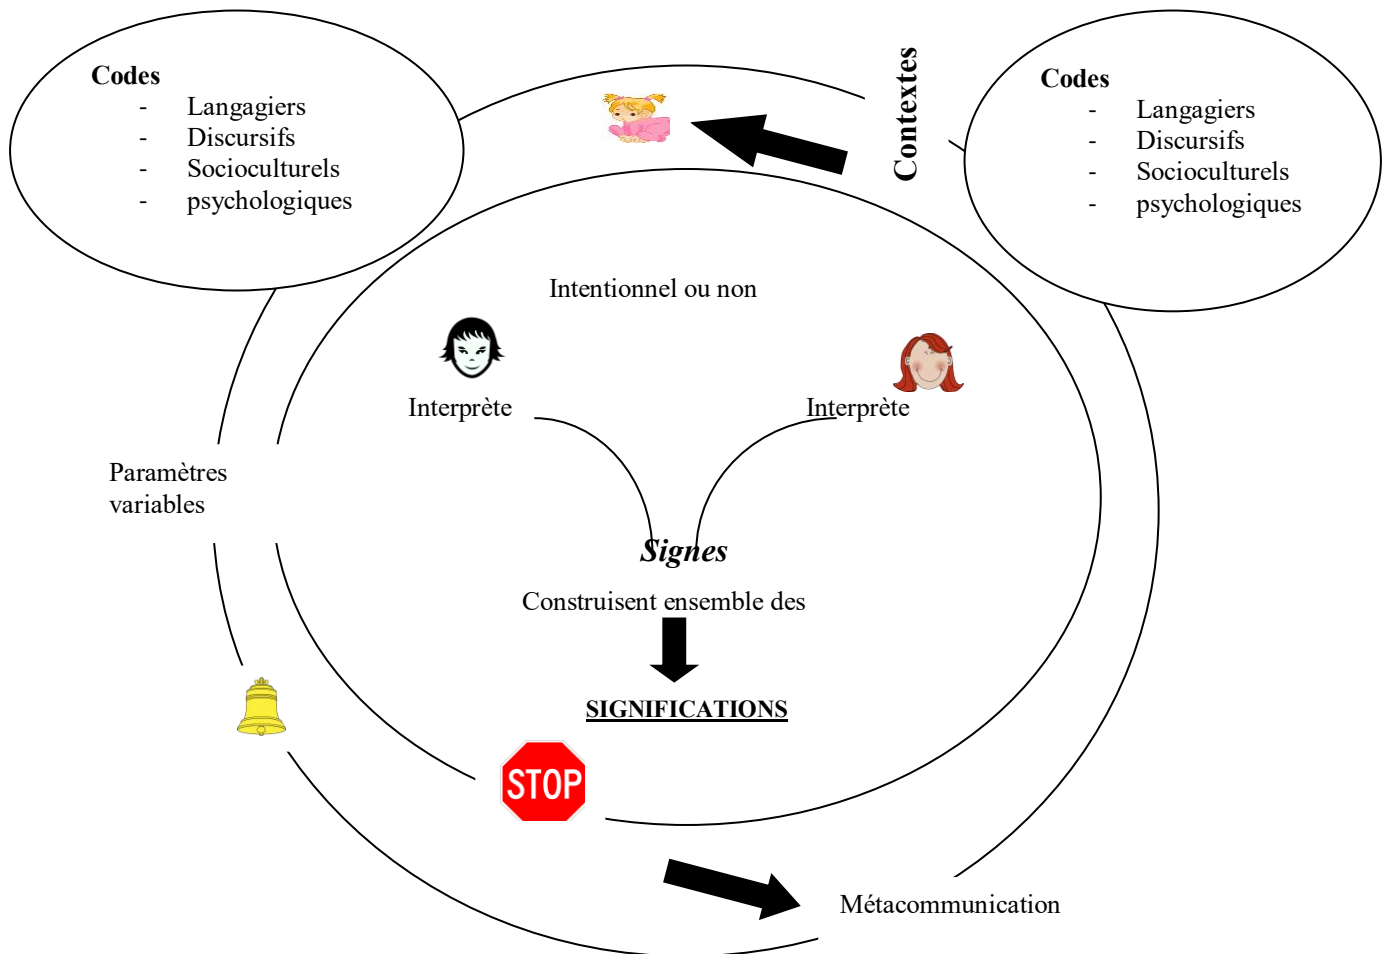 Codes
- Langagiers
- Discursifs
- Socioculturels
- psychologiques
Contextes
Codes
- Langagiers
- Discursifs
- Socioculturels
- psychologiques
Intentionnel ou non
Interprète
Interprète
Paramètres
variables
Signes
Construisent ensemble des
SIGNIFICATIONS
STOP
Métacommunication